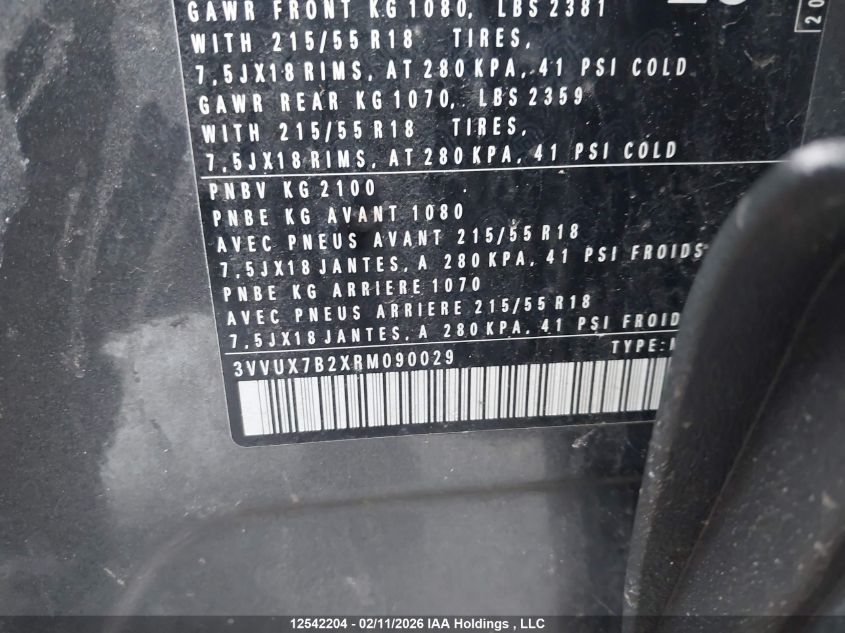 GAWR FRONT KG 1080, LBS 2381
WITH 215/55 R18 TIRES,
7,5JX18 RIMS, AT 280 KPA, 41 PSI COLD
GAWR REAR KG 1070, LBS 2359
WITH 215/55 R18 TIRES,
7,5JX18 RIMS, AT 280 KPA, 41 PSI COLD
PNBV KG 2100
PNBE KG AVANT 1080
AVEC PNEUS AVANT 215/55 R18
7,5JX18 JANTES, A 280 KPA, 41 PSI FROIDS
PNBE KG ARRIERE 1070
AVEC PNEUS ARRIERE 215/55 R18
7,5JX18 JANTES, A 280 KPA, 41 PSI FROID
3VVUX7B2XRM090029 TYPE:
12542204 - 02/11/2026 IAA Holdings , LLC